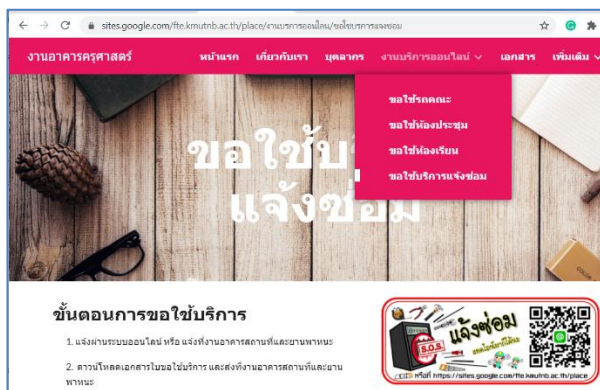 sites.google.com/fte.kmutnb.ac.th/place/งานบริการออนไลน์/ขอใช้บริการแจ้งซ่อม
งานอาคารครุศาสตร์
หน้าแรก
เกี่ยวกับเรา
บุคลากร
งานบริการออนไลน์
เอกสาร
เพิ่มเติม
ขอใช้รถคณะ
ขอใช้ห้องประชุม
ขอใช้ห้องเรียน
ขอใช้บริการแจ้งซ่อม
ขอใช้บ
แจ้งซ่อม
ขั้นตอนการขอใช้บริการ
1. แจ้งผ่านระบบออนไลน์ หรือ แจ้งที่งานอาคารสถานที่และยานพาหนะ
2. ดาวน์โหลดเอกสารใบขอใช้บริการ และส่งที่งานอาคารสถานที่และยาน
พาหนะ
S.O.S.
แจ้งซ่อม
หรือที่ https://sites.google.com/fte.kmutnb.ac.th/place